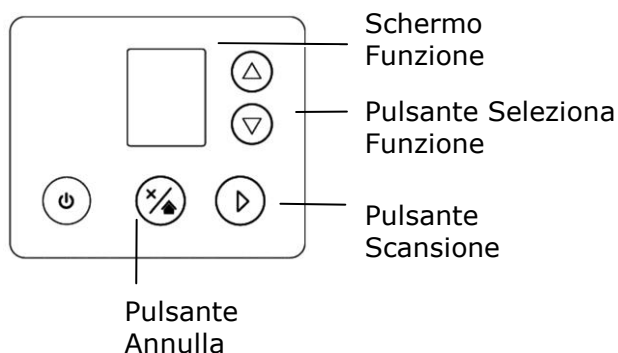 Schermo
Funzione
Pulsante Seleziona
Funzione
Pulsante
Scansione
Pulsante
Annulla